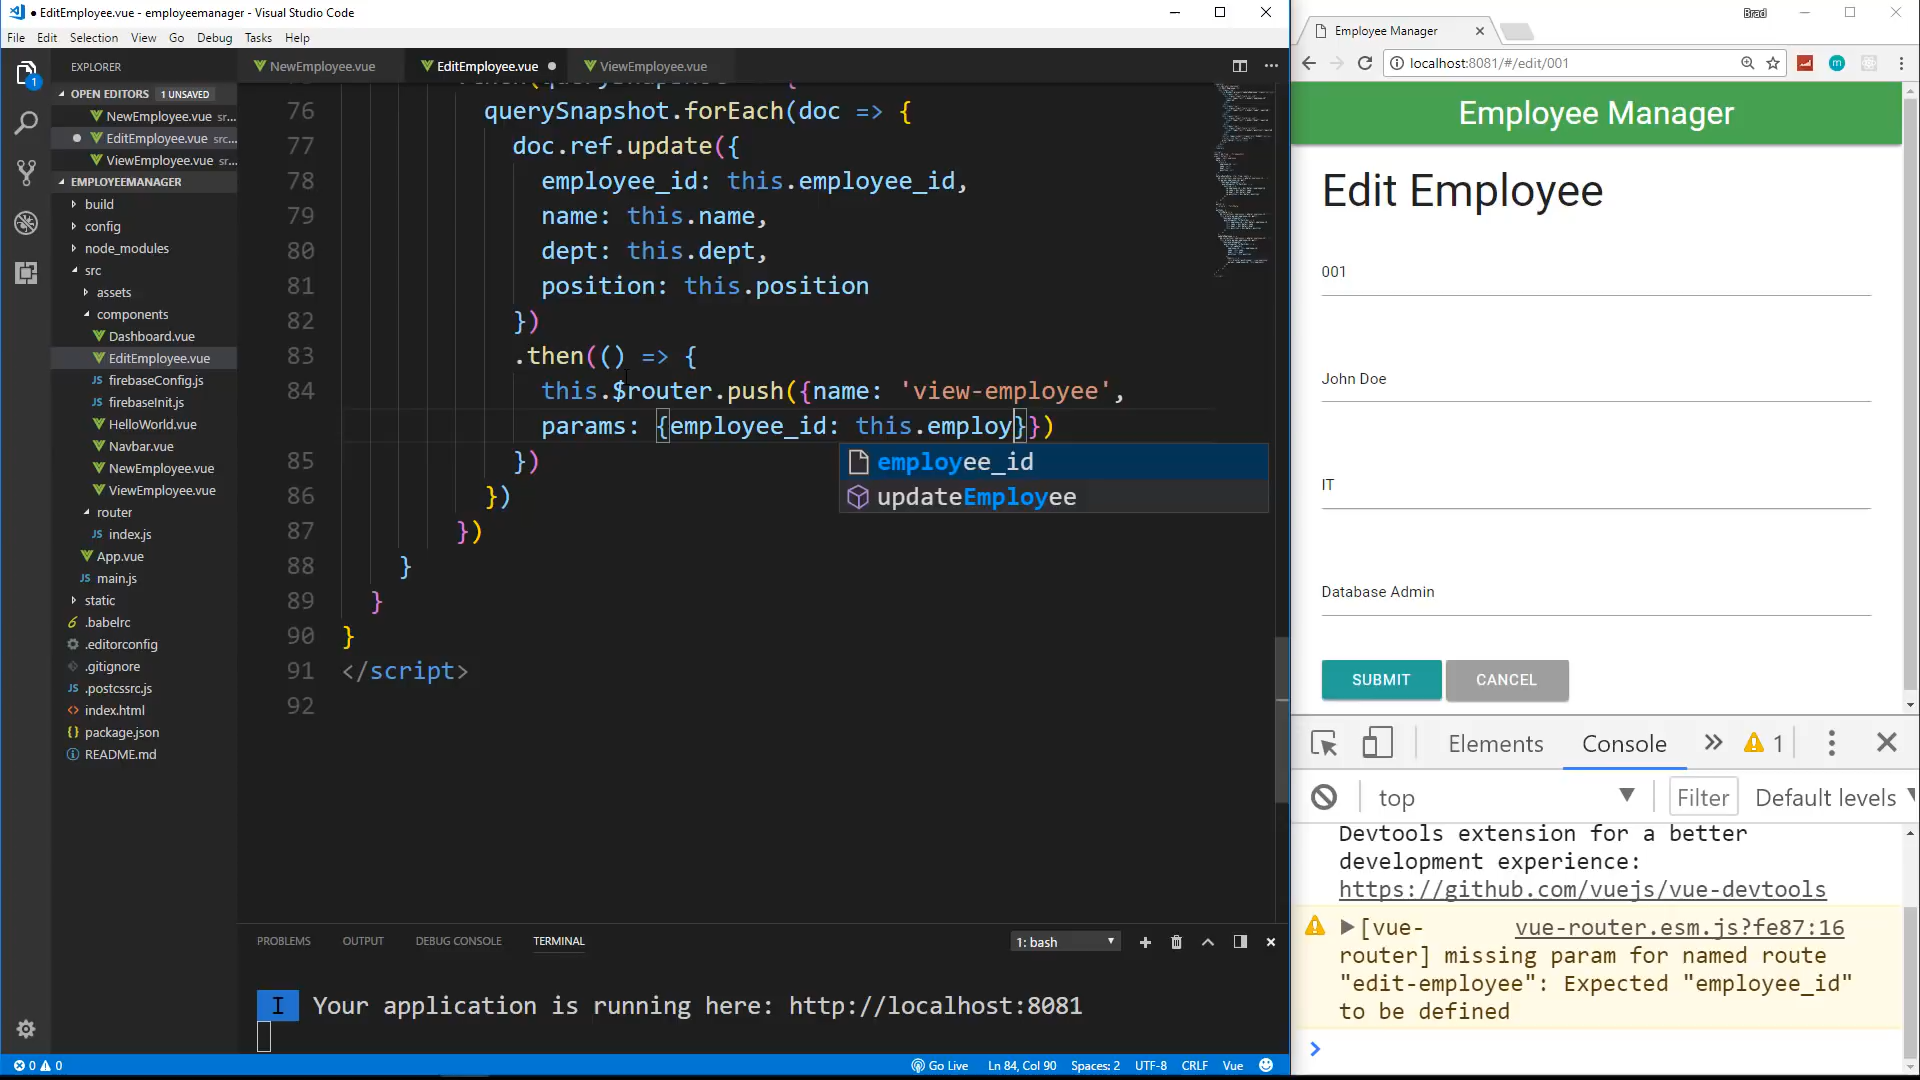 EditEmployee.vue - employeemanager - Visual Studio Code
File Edit Selection View Go Debug Tasks Help
EXPLORER
OPEN EDITORS 1 UNSAVED
NewEmployee.vue sr...
EditEmployee.vue src...
ViewEmployee.vue sr...
EMPLOYEEMANAGER
build
config
node_modules
src
assets
components
Dashboard.vue
EditEmployee.vue
JS firebaseConfig.js
JS firebaseInit.js
HelloWorld.vue
Navbar.vue
NewEmployee.vue
ViewEmployee.vue
router
JS index.js
App.vue
JS main.js
static
.babelrc
.editorconfig
.gitignore
JS .postcssrc.js
index.html
package.json
README.md
NewEmployee.vue EditEmployee.vue ViewEmployee.vue
76 querySnapshot.forEach(doc => {
77 doc.ref.update({
78 employee_id: this.employee_id,
79 name: this.name,
80 dept: this.dept,
81 position: this.position
82 })
83 .then(() => {
84 this.$router.push({name: 'view-employee',
params: {employee_id: this.employ}})
employee_id
updateEmployee
85 })
86 })
87 })
88 }
89 }
90 }
91 </script>
92
PROBLEMS OUTPUT DEBUG CONSOLE TERMINAL 1: bash
I Your application is running here: http://localhost:8081
0 0 Go Live Ln 84, Col 90 Spaces: 2 UTF-8 CRLF Vue
Employee Manager Brad
localhost:8081/#/edit/001
Employee Manager
Edit Employee
001
John Doe
IT
Database Admin
SUBMIT CANCEL
Elements Console 1
top Filter Default levels
Devtools extension for a better
development experience:
https://github.com/vuejs/vue-devtools
[vue- vue-router.esm.js?fe87:16
router] missing param for named route
"edit-employee": Expected "employee_id"
to be defined